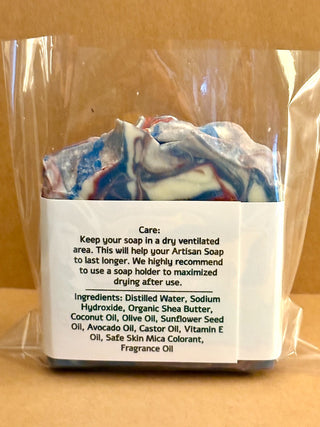 Care:
Keep your soap in a dry ventilated
area. This will help your Artisan Soap
to last longer. We highly recommend
to use a soap holder to maximized
drying after use.
Ingredients: Distilled Water, Sodium
Hydroxide, Organic Shea Butter,
Coconut Oil, Olive Oil, Sunflower Seed
Oil, Avocado Oil, Castor Oil, Vitamin E
Oil, Safe Skin Mica Colorant,
Fragrance Oil